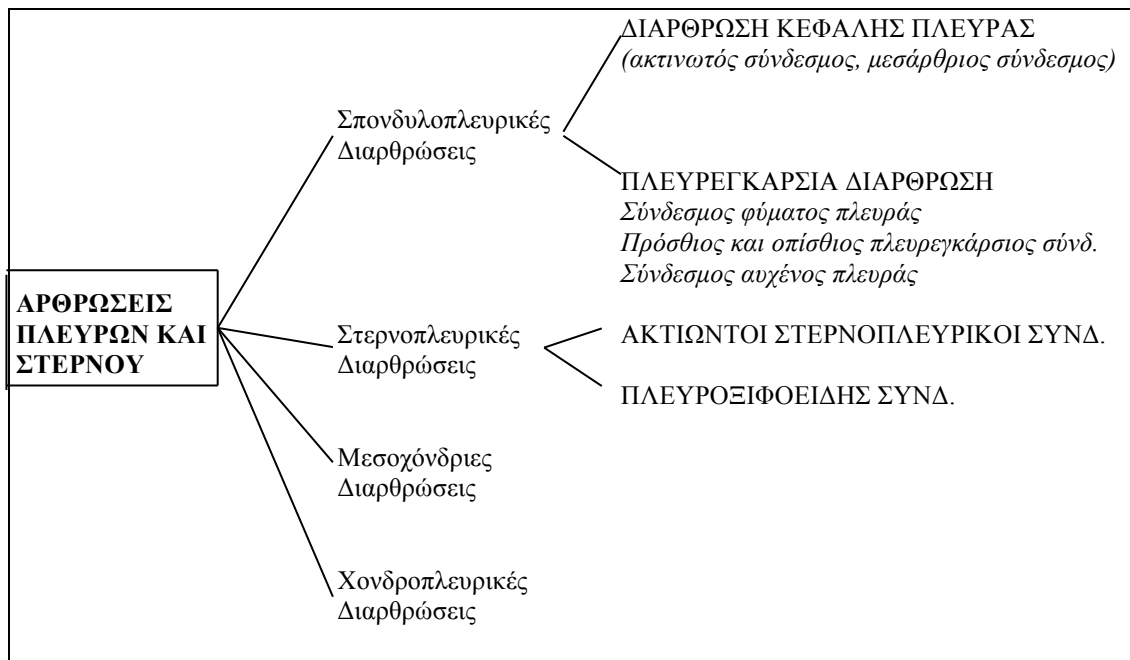 ΑΡΘΡΩΣΕΙΣ
ΠΛΕΥΡΩΝ ΚΑΙ
ΣΤΕΡΝΟΥ
Σπονδυλοπλευρικές
Διαρθρώσεις
ΔΙΑΡΘΡΩΣΗ ΚΕΦΑΛΗΣ ΠΛΕΥΡΑΣ
(ακτινωτός σύνδεσμος, μεσάρθριος σύνδεσμος)
ΠΛΕΥΡΕΓΚΑΡΣΙΑ ΔΙΑΡΘΡΩΣΗ
Σύνδεσμος φύματος πλευράς
Πρόσθιος και οπίσθιος πλευρεγκάρσιος σύνδ.
Σύνδεσμος αυχένος πλευράς
Στερνοπλευρικές
Διαρθρώσεις
ΑΚΤΙΩΝΤΟΙ ΣΤΕΡΝΟΠΛΕΥΡΙΚΟΙ ΣΥΝΔ.
ΠΛΕΥΡΟΞΙΦΟΕΙΔΗΣ ΣΥΝΔ.
Μεσοχόνδριες
Διαρθρώσεις
Χονδροπλευρικές
Διαρθρώσεις